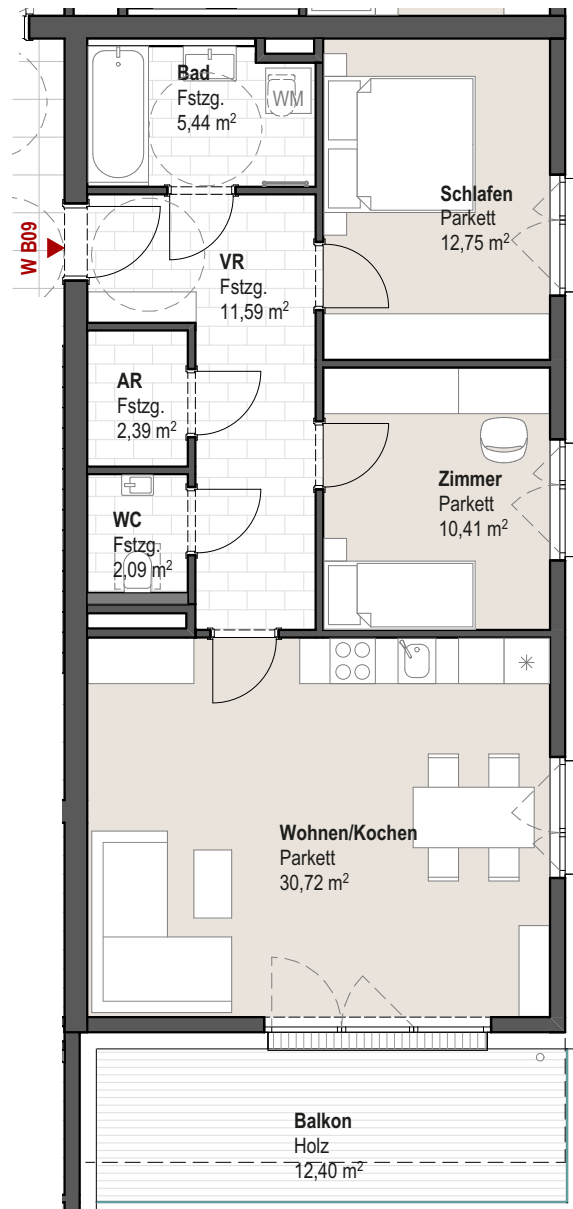 Bad
Fstzg.
5,44 m²
WM
Schlafen
Parkett
12,75 m²
W B09
VR
Fstzg.
11,59 m²
AR
Fstzg.
2,39 m²
Zimmer
Parkett
10,41 m²
WC
Fstzg.
2,09 m²
Wohnen/Kochen
Parkett
30,72 m²
Balkon
Holz
12,40 m²